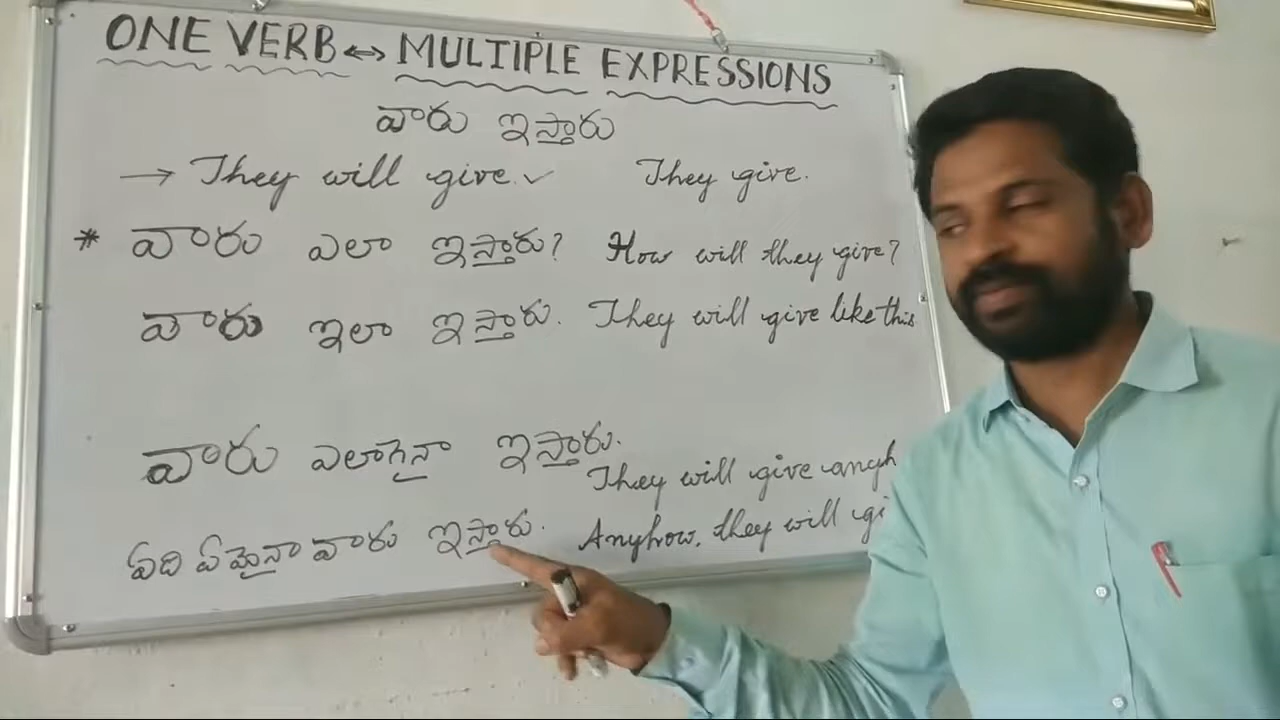 ONE VERB ↔ MULTIPLE EXPRESSIONS
వారు ఇస్తారు
→ They will give. ✓ They give.
* వారు ఎలా ఇస్తారు? How will they give?
వారు ఇలా ఇస్తారు. They will give like this
వారు ఎలాగైనా ఇస్తారు.
They will give
ఏది ఏమైనా వారు ఇస్తారు. Anyhow, they will